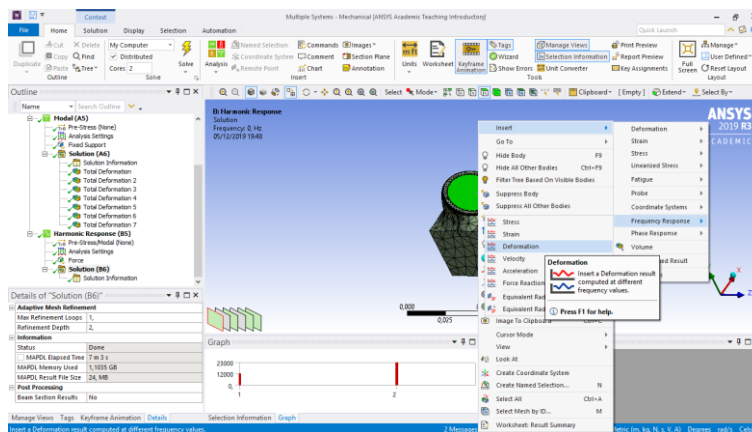 Context
Multiple Systems - Mechanical [ANSYS Academic Teaching Introductory]
File Home Solution Display Selection Automation
Quick Launch
Duplicate
Cut
Copy
Paste
Delete
Find
Tree
Outline
My Computer
Distributed
Cores 2
Solve
Solve
Analysis
Named Selection
Coordinate System
Remote Point
Commands
Comment
Chart
Images
Section Plane
Annotation
Insert
Units
Worksheet
Keyframe
Animation
Tags
Wizard
Show Errors
Manage Views
Selection Information
Unit Converter
Print Preview
Report Preview
Key Assignments
Tools
Full
Screen
Manage
User Defined
Reset Layout
Layout
Outline
Name
Search Outline
Select
Mode
Clipboard
[ Empty ]
Extend
Select By
Modal (A5)
Pre-Stress (None)
Analysis Settings
Fixed Support
Solution (A6)
Solution Information
Total Deformation
Total Deformation 2
Total Deformation 3
Total Deformation 4
Total Deformation 5
Total Deformation 6
Total Deformation 7
Harmonic Response (B5)
Pre-Stress/Modal (None)
Analysis Settings
Force
Solution (B6)
Solution Information
B: Harmonic Response
Solution
Frequency: 0, Hz
05/12/2019 19:48
ANSYS
2019 R3
CADEMIC
Insert
Go To
Hide Body F9
Hide All Other Bodies Ctrl+F9
Filter Tree Based On Visible Bodies
Suppress Body
Suppress All Other Bodies
Stress
Strain
Deformation
Velocity
Acceleration
Force Reaction
Equivalent Rad
Equivalent Rad
Image To Clipboard Ctrl+C
Cursor Mode
View
Look At
Create Coordinate System
Create Named Selection... N
Select All Ctrl+A
Select Mesh by ID... M
Worksheet: Result Summary
Deformation
Strain
Stress
Linearized Stress
Fatigue
Probe
Coordinate Systems
Frequency Response
Phase Response
Volume
ned Result
Deformation
Insert a Deformation result
computed at different
frequency values.
Press F1 for help.
X
Z
0,000
0,025
Details of "Solution (B6)"
Adaptive Mesh Refinement
Max Refinement Loops 1,
Refinement Depth 2,
Information
Status Done
MAPDL Elapsed Time 7 m 3 s
MAPDL Memory Used 1,1035 GB
MAPDL Result File Size 24, MB
Post Processing
Beam Section Results No
Graph
23000
12000
0,
1
2
Manage Views Tags Keyframe Animation Details
Selection Information Graph
Insert a Deformation result computed at different frequency values.
2 Messages
Metric (m, kg, N, s, V, A) Degrees rad/s Cels